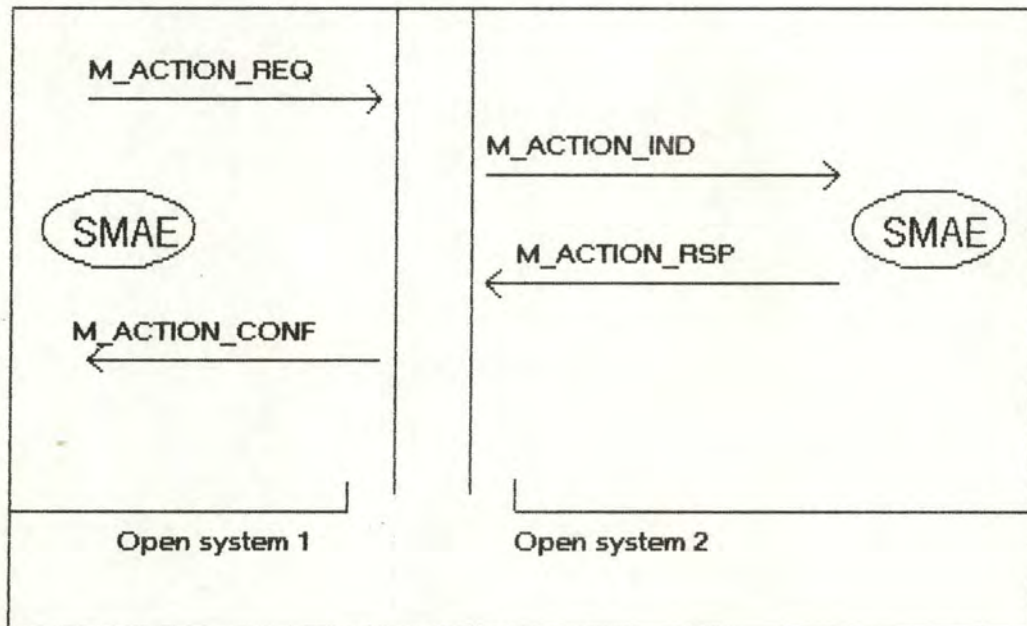 M_ACTION_REQ
M_ACTION_IND
SMAE
SMAE
M_ACTION_RSP
M_ACTION_CONF
Open system 1
Open system 2